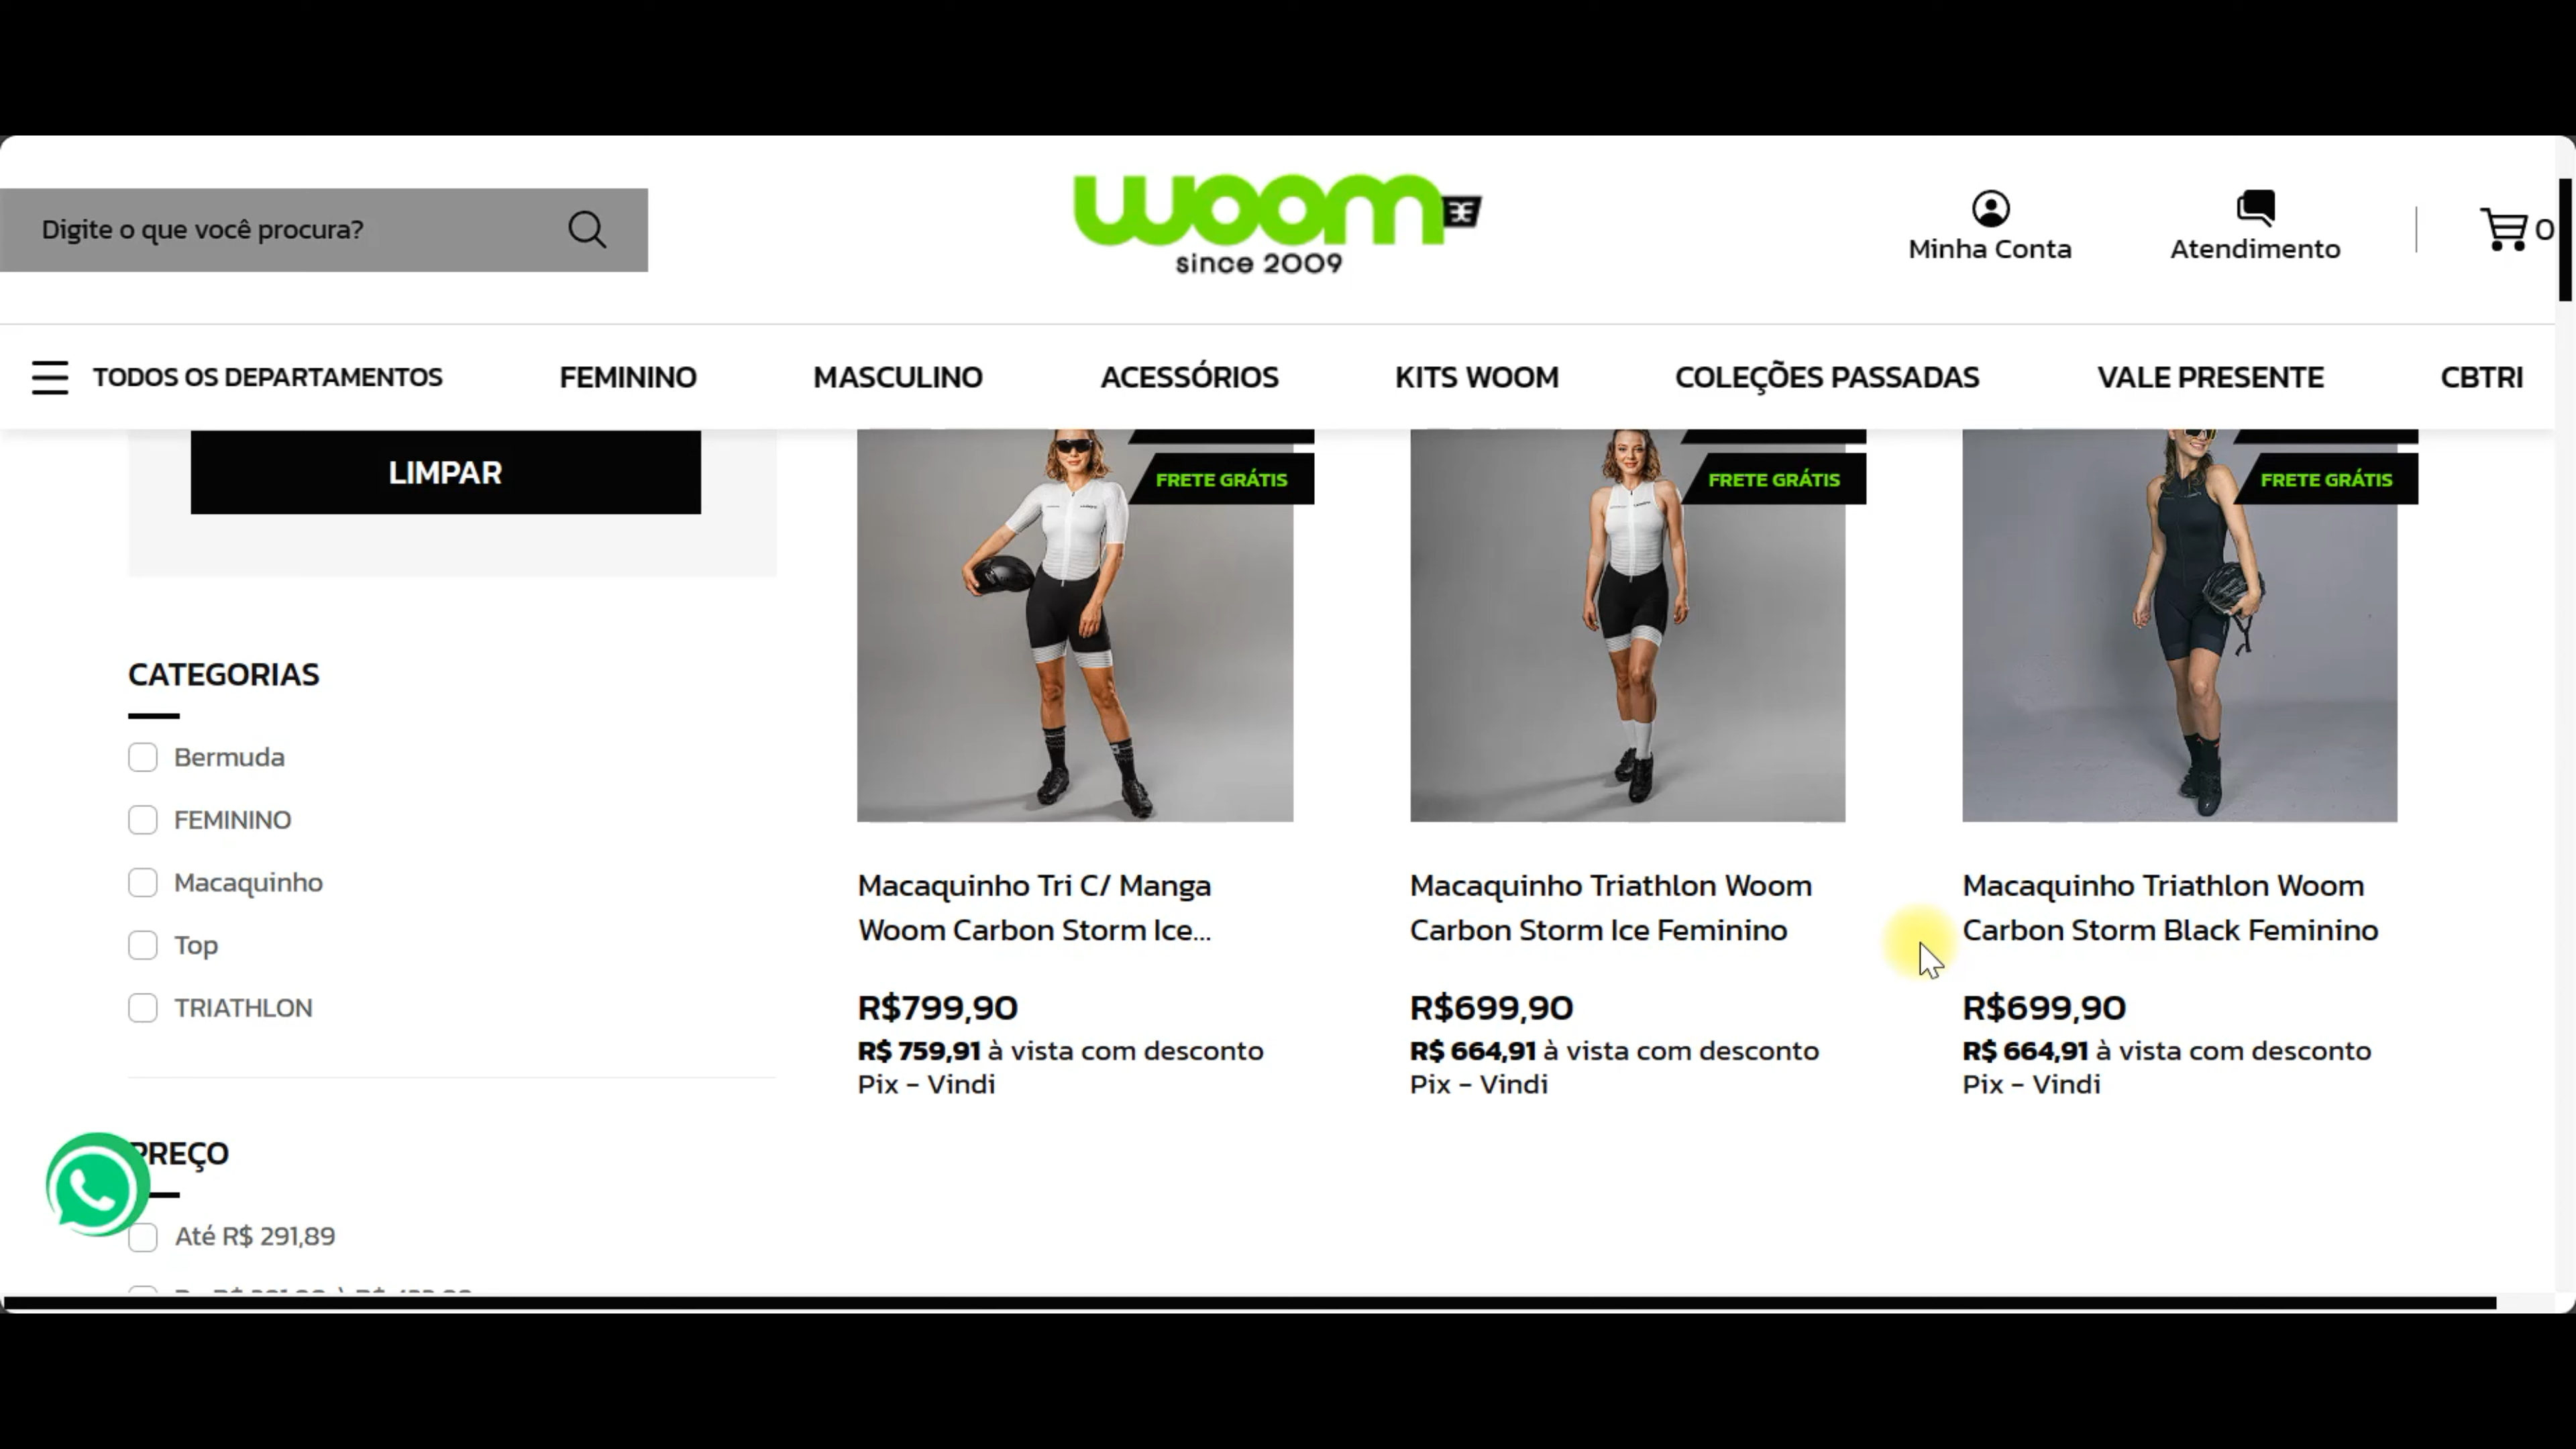 Digite o que você procura?
woom
since 2009
Minha Conta
Atendimento
0
TODOS OS DEPARTAMENTOS
FEMININO
MASCULINO
ACESSÓRIOS
KITS WOOM
COLEÇÕES PASSADAS
VALE PRESENTE
CBTRI
LIMPAR
CATEGORIAS
Bermuda
FEMININO
Macaquinho
Top
TRIATHLON
PREÇO
Até R$ 291,89
FRETE GRÁTIS
Macaquinho Tri C/ Manga
Woom Carbon Storm Ice...
R$799,90
R$ 759,91 à vista com desconto
Pix - Vindi
FRETE GRÁTIS
Macaquinho Triathlon Woom
Carbon Storm Ice Feminino
R$699,90
R$ 664,91 à vista com desconto
Pix - Vindi
FRETE GRÁTIS
Macaquinho Triathlon Woom
Carbon Storm Black Feminino
R$699,90
R$ 664,91 à vista com desconto
Pix - Vindi